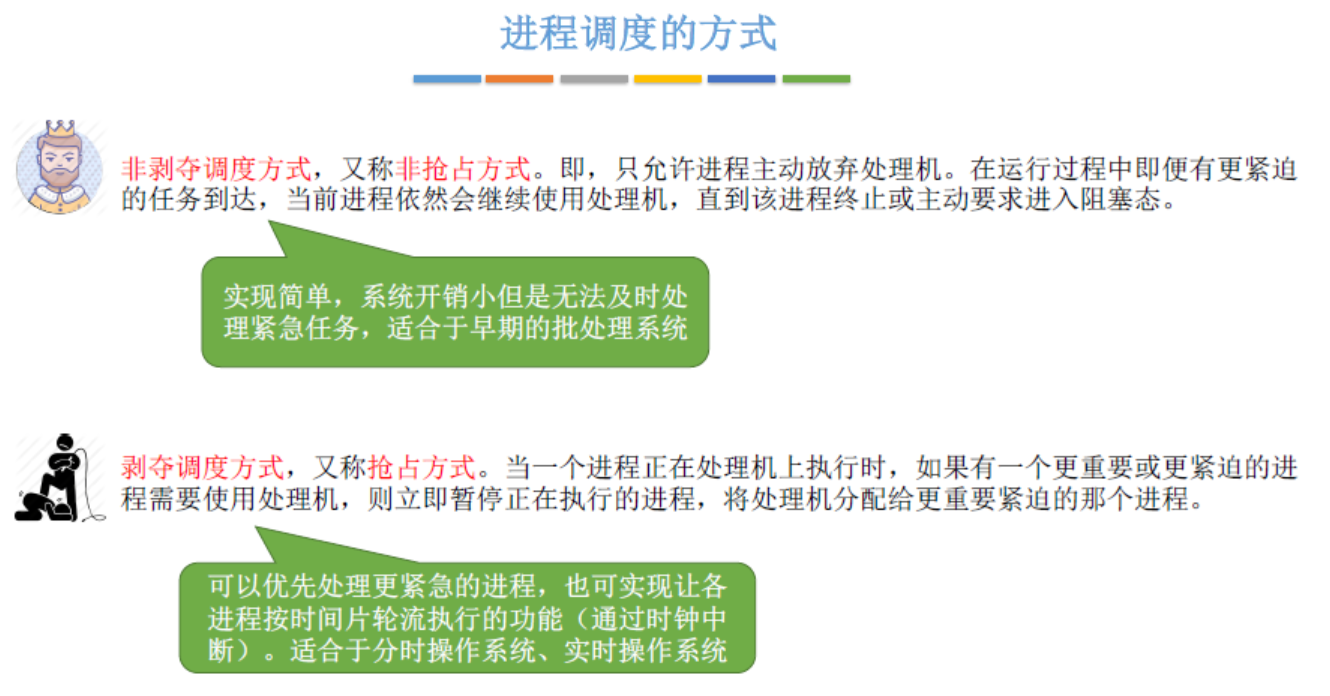 进程调度的方式
非剥夺调度方式，又称非抢占方式。即，只允许进程主动放弃处理机。在运行过程中即便有更紧迫
的任务到达，当前进程依然会继续使用处理机，直到该进程终止或主动要求进入阻塞态。
实现简单，系统开销小但是无法及时处
理紧急任务，适合于早期的批处理系统
剥夺调度方式，又称抢占方式。当一个进程正在处理机上执行时，如果有一个更重要或更紧迫的进
程需要使用处理机，则立即暂停正在执行的进程，将处理机分配给更重要紧迫的那个进程。
可以优先处理更紧急的进程，也可实现让各
进程按时间片轮流执行的功能（通过时钟中
断）。适合于分时操作系统、实时操作系统